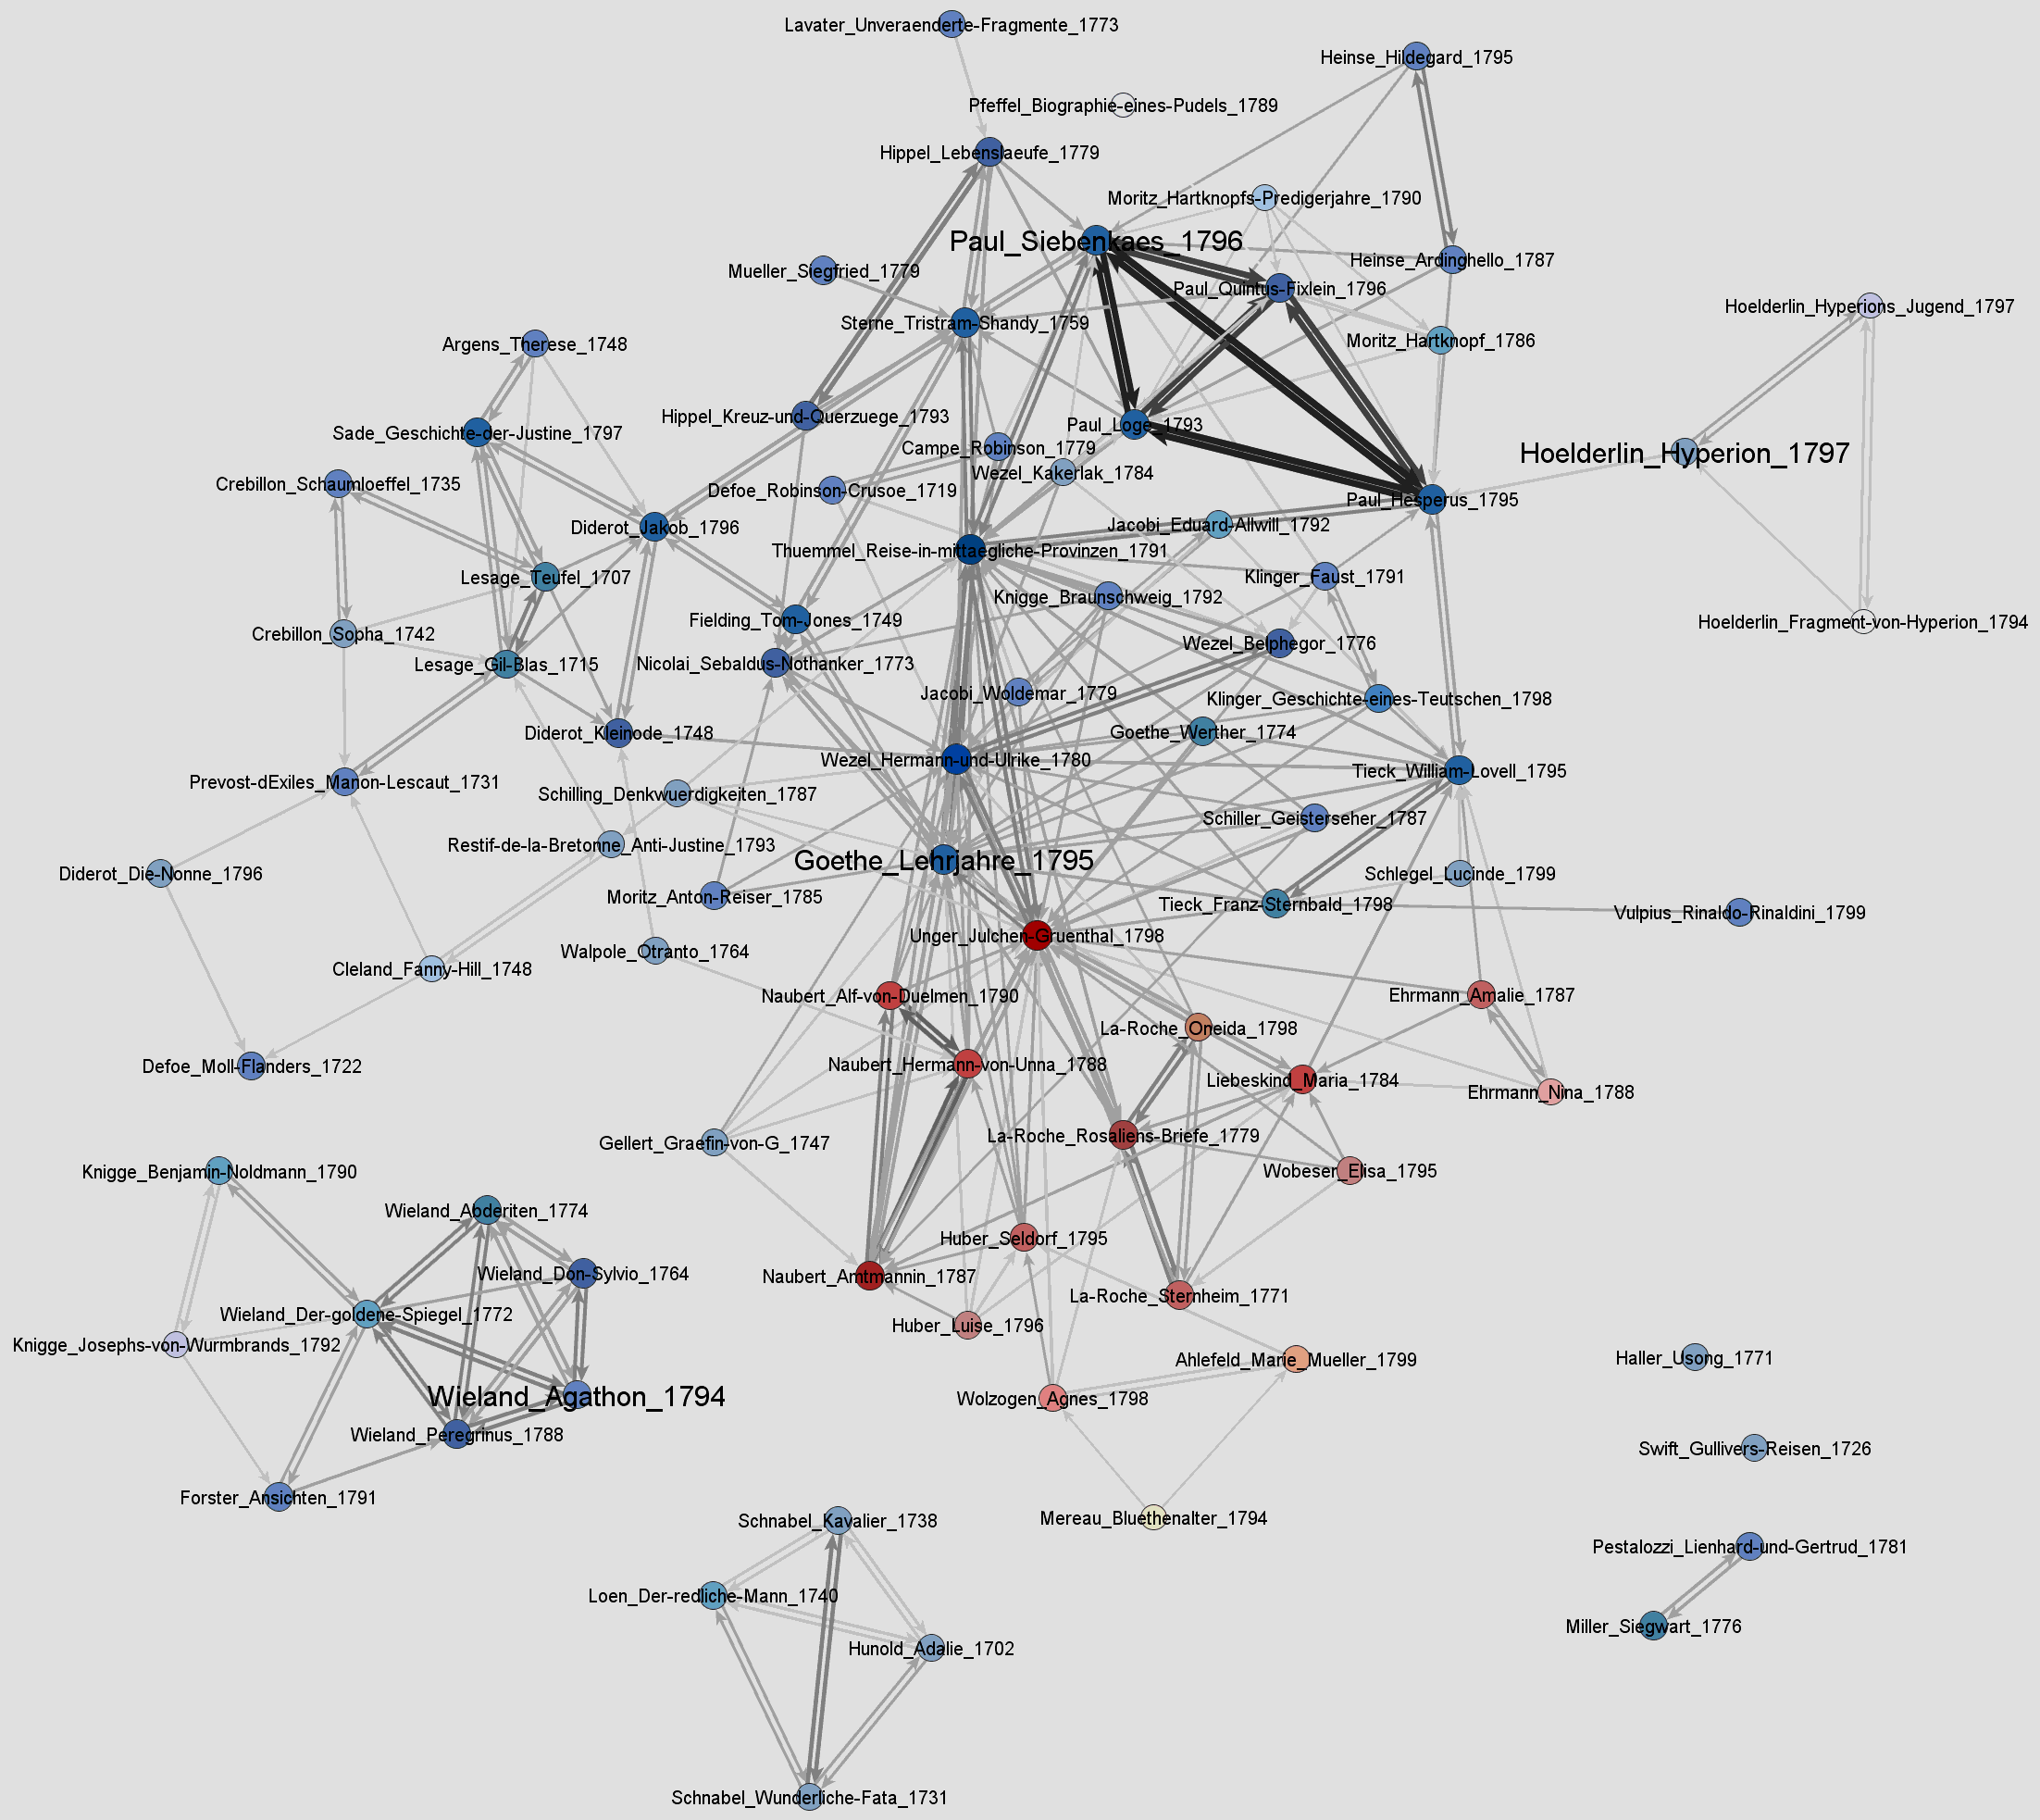 Lavater_Unveraenderte-Fragmente_1773
Heinse_Hildegard_1795
Pfeffel_Biographie-eines-Pudels_1789
Hippel_Lebenslaeufe_1779
Moritz_Hartknopfs-Predigerjahre_1790
Paul_Siebenkaes_1796
Heinse_Ardinghello_1787
Mueller_Siegfried_1779
Paul_Quintus-Fixlein_1796
Hoelderlin_Hyperions_Jugend_1797
Sterne_Tristram-Shandy_1759
Moritz_Hartknopf_1786
Argens_Therese_1748
Hippel_Kreuz-und-Querzuege_1793
Paul_Loge_1793
Sade_Geschichte-der-Justine_1797
Campe_Robinson_1779
Hoelderlin_Hyperion_1797
Wezel_Kakerlak_1784
Crebillon_Schaumloeffel_1735
Defoe_Robinson-Crusoe_1719
Paul_Hesperus_1795
Diderot_Jakob_1796
Jacobi_Eduard-Allwill_1792
Thuemmel_Reise-in-mittaegliche-Provinzen_1791
Lesage_Teufel_1707
Klinger_Faust_1791
Knigge_Braunschweig_1792
Fielding_Tom-Jones_1749
Hoelderlin_Fragment-von-Hyperion_1794
Crebillon_Sopha_1742
Wezel_Belphegor_1776
Lesage_Gil-Blas_1715
Nicolai_Sebaldus-Nothanker_1773
Jacobi_Woldemar_1779
Klinger_Geschichte-eines-Teutschen_1798
Diderot_Kleinode_1748
Goethe_Werther_1774
Wezel_Hermann-und-Ulrike_1780
Tieck_William-Lovell_1795
Prevost-dExiles_Manon-Lescaut_1731
Schilling_Denkwuerdigkeiten_1787
Schiller_Geisterseher_1787
Restif-de-la-Bretonne_Anti-Justine_1793
Goethe_Lehrjahre_1795
Diderot_Die-Nonne_1796
Schlegel_Lucinde_1799
Moritz_Anton-Reiser_1785
Tieck_Franz-Sternbald_1798
Vulpius_Rinaldo-Rinaldini_1799
Unger_Julchen-Gruenthal_1798
Walpole_Otranto_1764
Cleland_Fanny-Hill_1748
Naubert_Alf-von-Duelmen_1790
Ehrmann_Amalie_1787
La-Roche_Oneida_1798
Defoe_Moll-Flanders_1722
Naubert_Hermann-von-Unna_1788
Liebeskind_Maria_1784
Ehrmann_Nina_1788
La-Roche_Rosaliens-Briefe_1779
Gellert_Graefin-von-G_1747
Knigge_Benjamin-Noldmann_1790
Wobeser_Elisa_1795
Wieland_Abderiten_1774
Huber_Seldorf_1795
Wieland_Don-Sylvio_1764
Naubert_Amtmannin_1787
La-Roche_Sternheim_1771
Wieland_Der-goldene-Spiegel_1772
Huber_Luise_1796
Knigge_Josephs-von-Wurmbrands_1792
Haller_Usong_1771
Ahlefeld_Marie_Mueller_1799
Wieland_Agathon_1794
Wolzogen_Agnes_1798
Wieland_Peregrinus_1788
Swift_Gullivers-Reisen_1726
Forster_Ansichten_1791
Mereau_Bluethenalter_1794
Schnabel_Kavalier_1738
Pestalozzi_Lienhard-und-Gertrud_1781
Loen_Der-redliche-Mann_1740
Miller_Siegwart_1776
Hunold_Adalie_1702
Schnabel_Wunderliche-Fata_1731